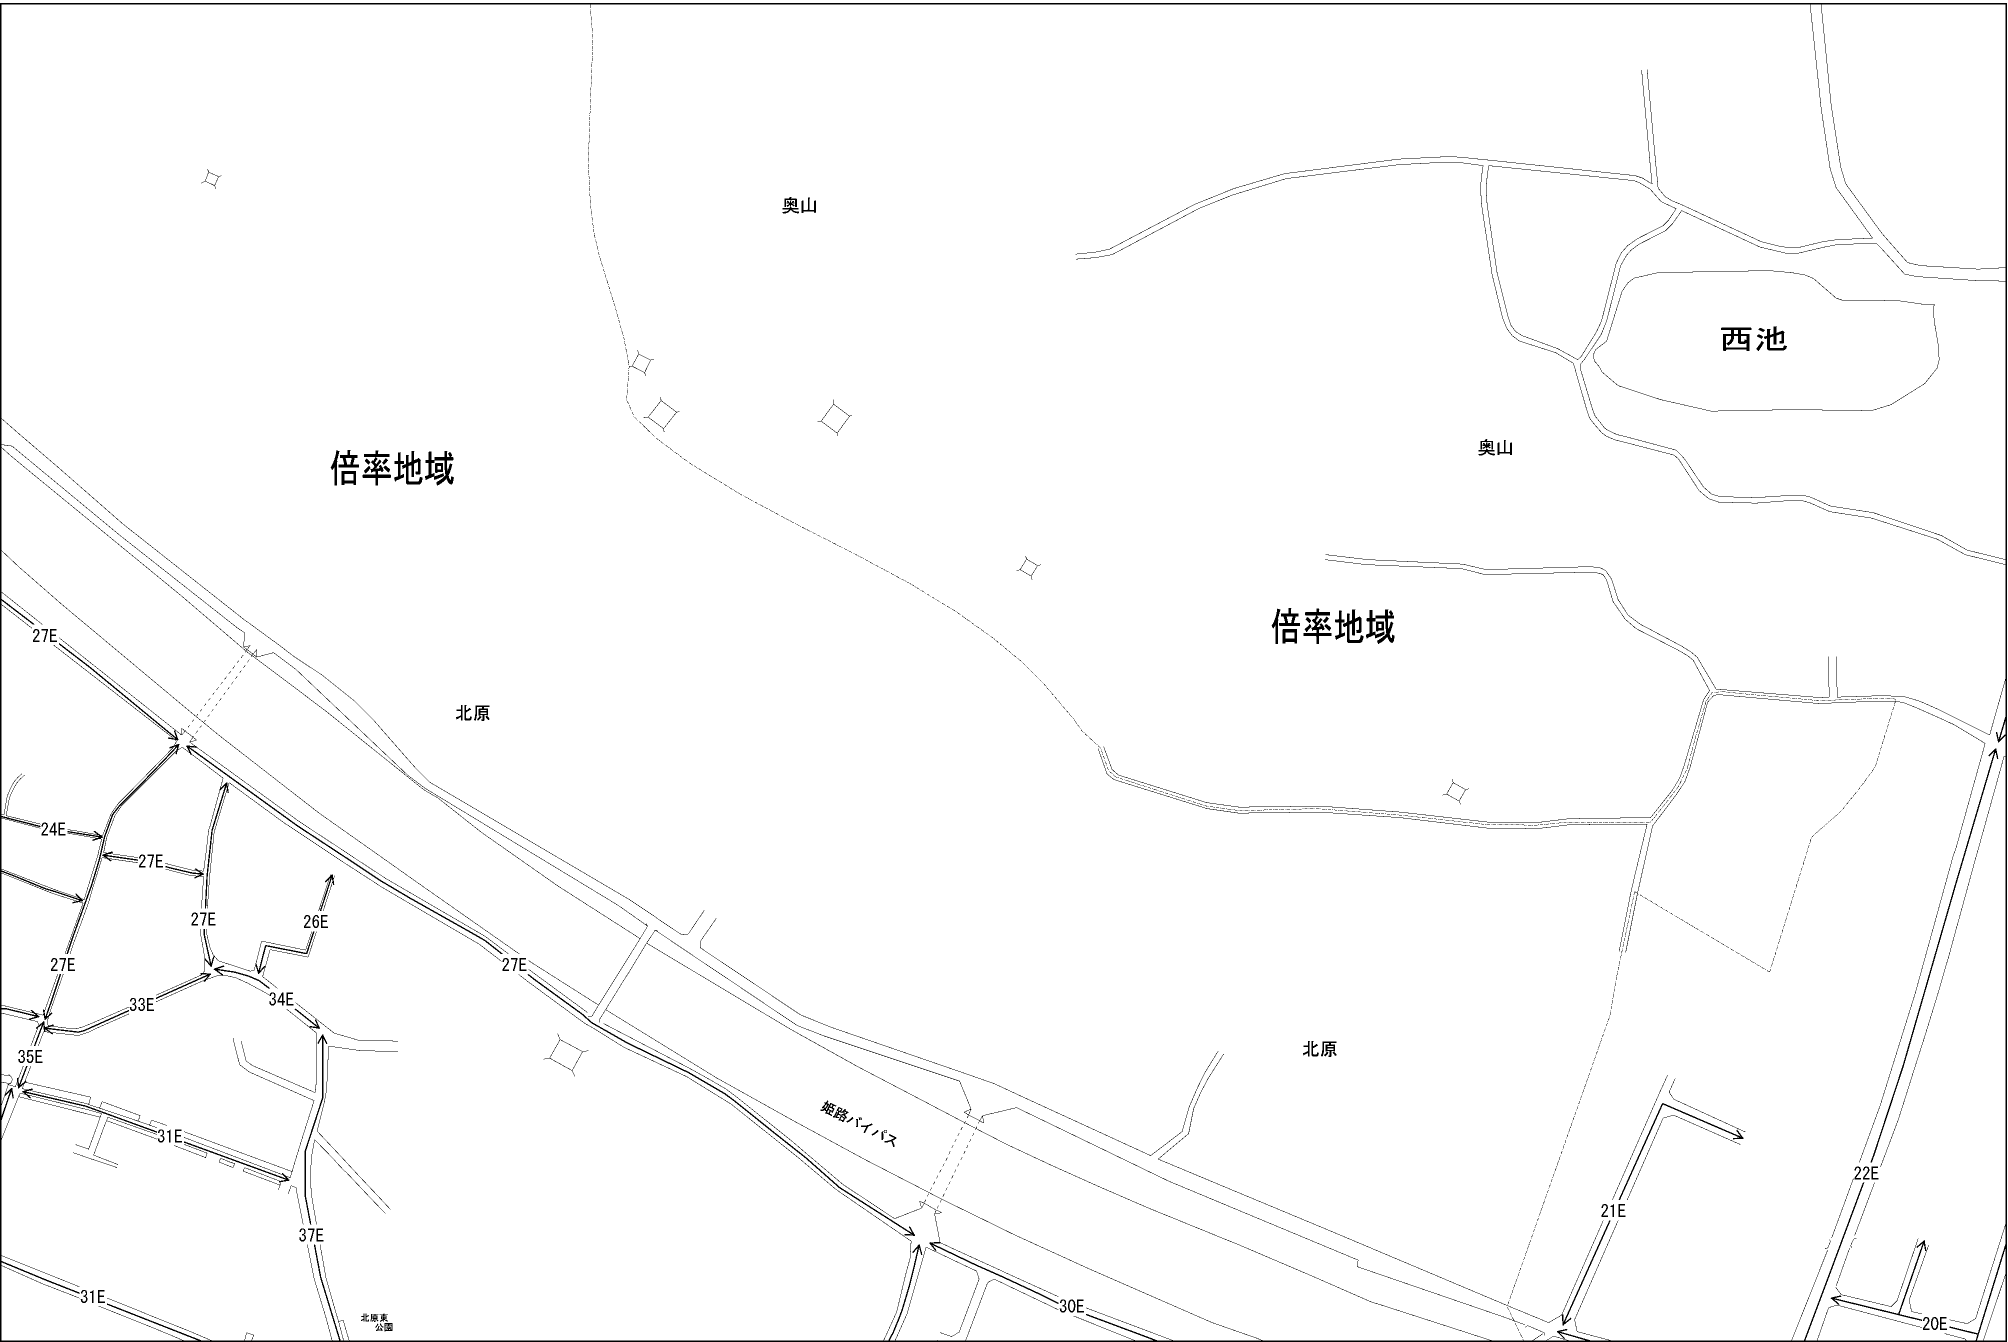 奥山
西池
奥山
倍率地域
倍率地域
27E
北原
24E
27E
27E
26E
27E
27E
33E
34E
35E
北原
姫路バイパス
31E
22E
21E
37E
31E
30E
北原東
公園
20E